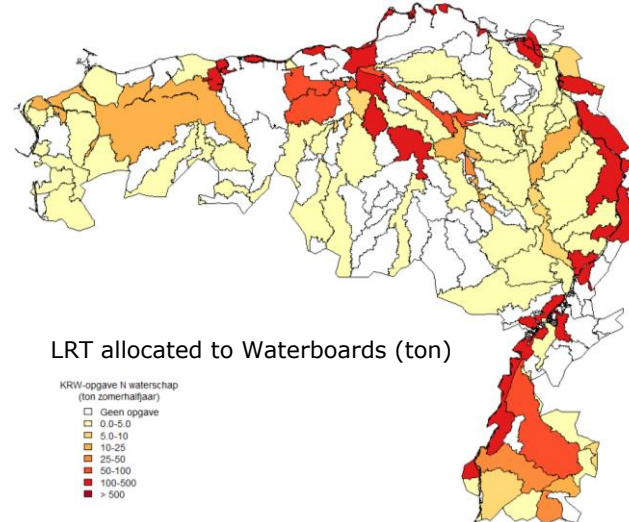 LRT allocated to Waterboards (ton)
KRW-opgave N waterschap
(ton zomerhalfjaar)
Geen opgave
0.0-5.0
5.0-10
10-25
25-50
50-100
100-500
> 500